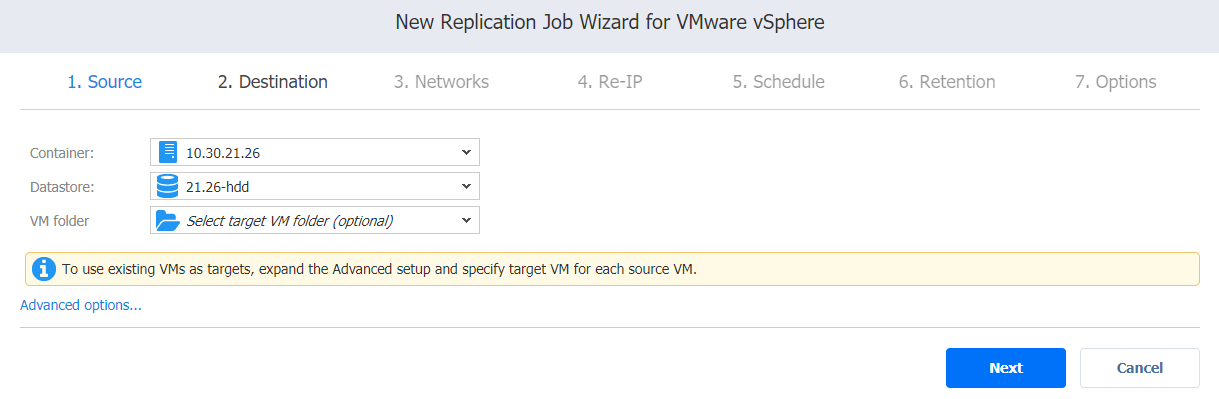 New Replication Job Wizard for VMware vSphere
1. Source 2. Destination 3. Networks 4. Re-IP 5. Schedule 6. Retention 7. Options
Container: 10.30.21.26
Datastore: 21.26-hdd
VM folder Select target VM folder (optional)
To use existing VMs as targets, expand the Advanced setup and specify target VM for each source VM.
Advanced options...
Next Cancel